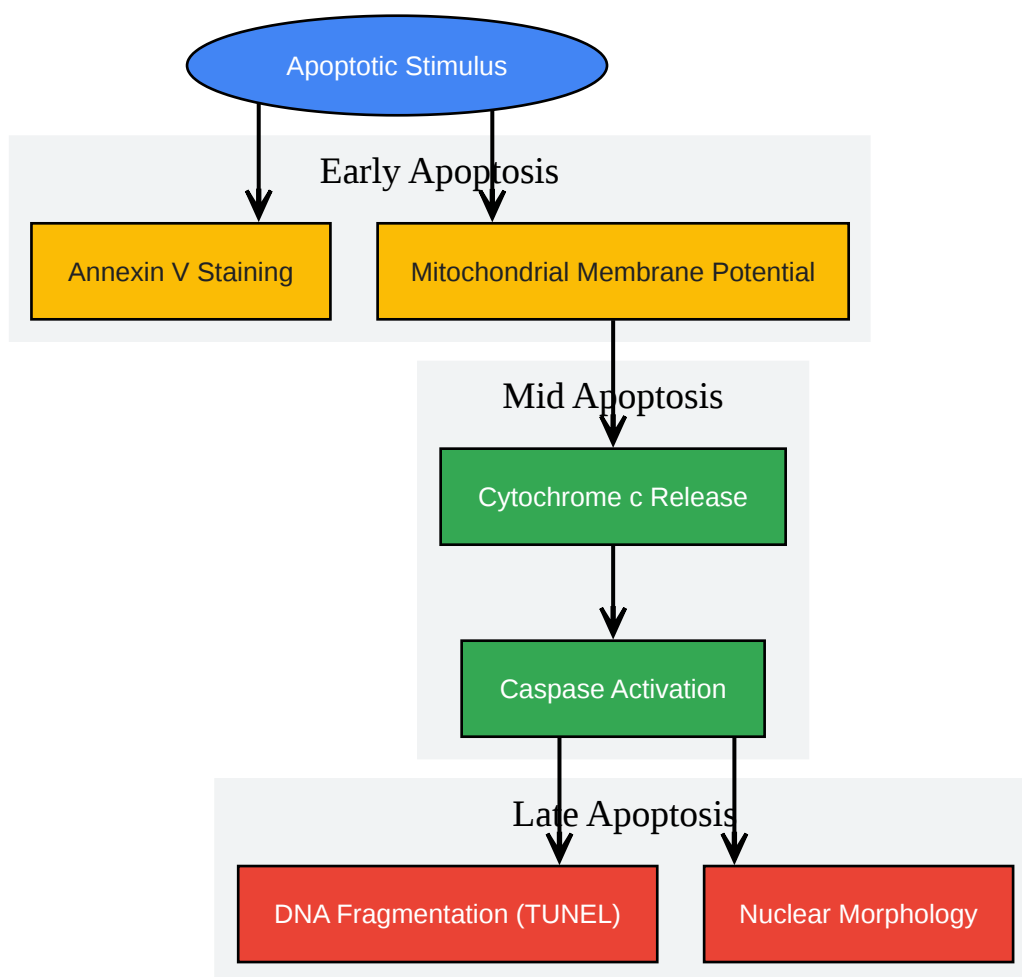 Apoptotic Stimulus
Early Apoptosis
Annexin V Staining
Mitochondrial Membrane Potential
Mid Apoptosis
Cytochrome c Release
Caspase Activation
Late Apoptosis
DNA Fragmentation (TUNEL)
Nuclear Morphology